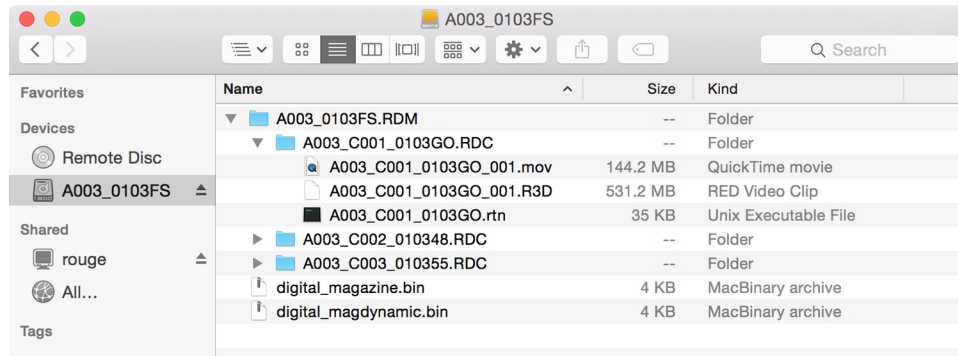 A003_0103FS
Search
Favorites
Devices
Remote Disc
A003_0103FS
Shared
rouge
All...
Tags
Name Size Kind
A003_0103FS.RDM -- Folder
A003_C001_0103GO.RDC -- Folder
A003_C001_0103GO_001.mov 144.2 MB QuickTime movie
A003_C001_0103GO_001.R3D 531.2 MB RED Video Clip
A003_C001_0103GO.rtn 35 KB Unix Executable File
A003_C002_010348.RDC -- Folder
A003_C003_010355.RDC -- Folder
digital_magazine.bin 4 KB MacBinary archive
digital_magdynamic.bin 4 KB MacBinary archive